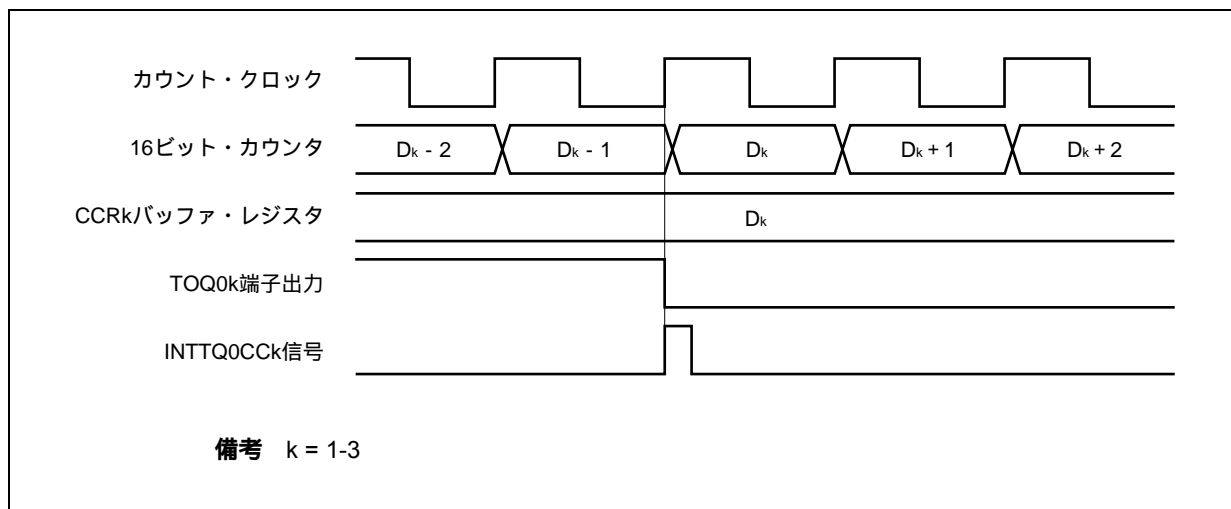 カウント・クロック
16ビット・カウンタ
Dk - 2 Dk - 1 Dk Dk + 1 Dk + 2
CCRkバッファ・レジスタ
Dk
TOQ0k端子出力
INTTQ0CCk信号
備考 k = 1-3